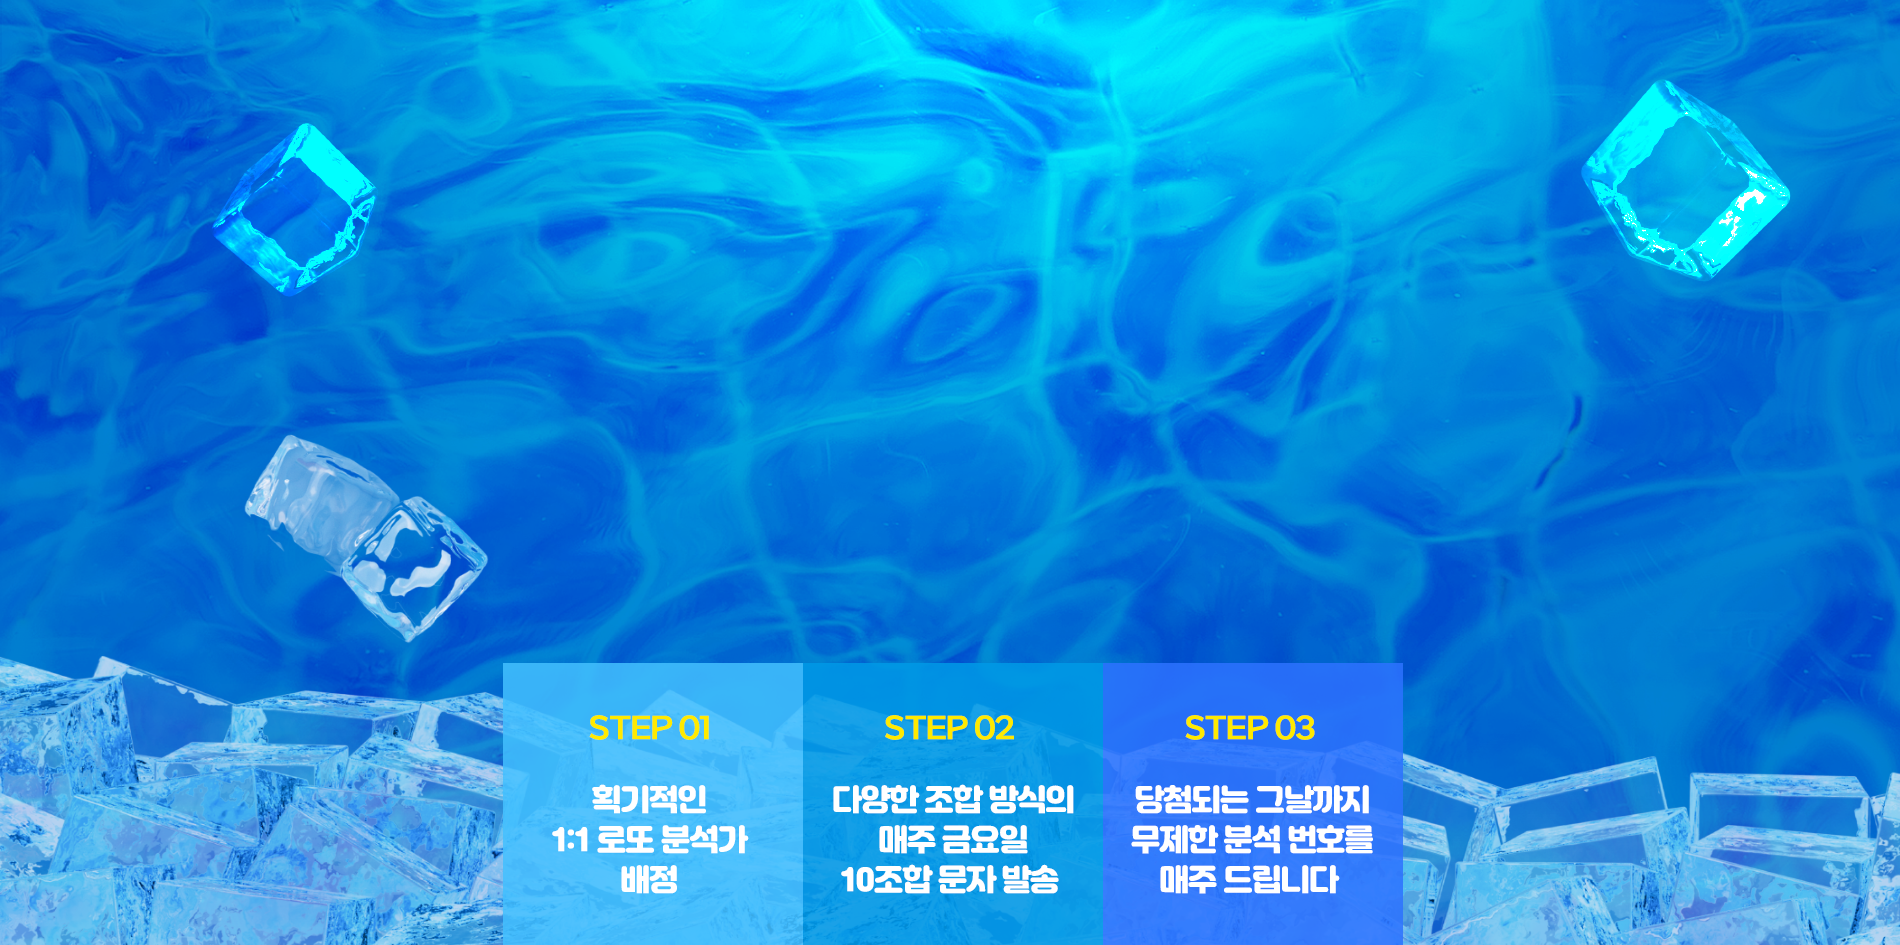 STEP 01
획기적인
1:1 로또 분석가
배정
STEP 02
다양한 조합 방식의
매주 금요일
10조합 문자 발송
STEP 03
당첨되는 그날까지
무제한 분석 번호를
매주 드립니다